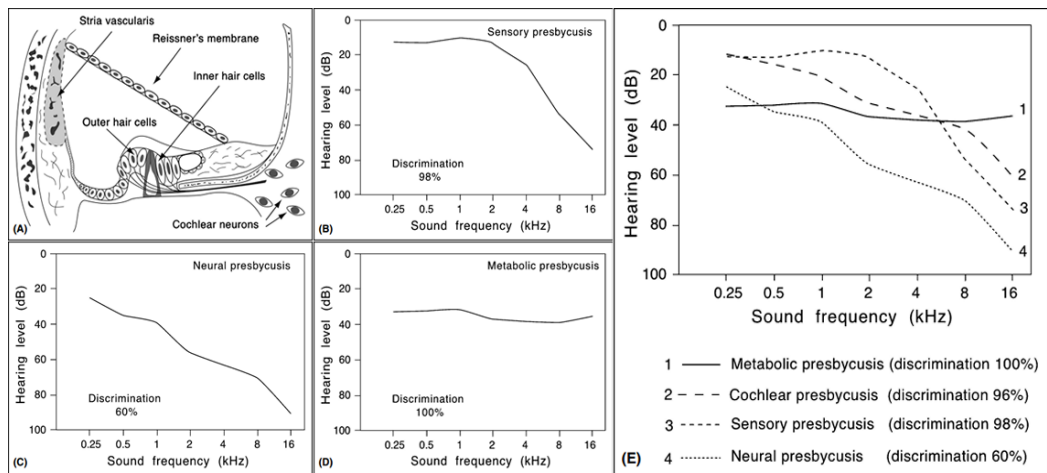 Stria vascularis
Reissner's membrane
Inner hair cells
Outer hair cells
Cochlear neurons
(A)
Sensory presbycusis
Hearing level (dB)
0
20
40
60
80
100
Discrimination
98%
0.25 0.5 1 2 4 8 16
Sound frequency (kHz)
(B)
Neural presbycusis
Hearing level (dB)
0
20
40
60
80
100
Discrimination
60%
0.25 0.5 1 2 4 8 16
Sound frequency (kHz)
(C)
Metabolic presbycusis
Hearing level (dB)
0
20
40
60
80
100
Discrimination
100%
0.25 0.5 1 2 4 8 16
Sound frequency (kHz)
(D)
Hearing level (dB)
0
20
40
60
80
100
1
2
3
4
0.25 0.5 1 2 4 8 16
Sound frequency (kHz)
1 Metabolic presbycusis (discrimination 100%)
2 Cochlear presbycusis (discrimination 96%)
3 Sensory presbycusis (discrimination 98%)
4 Neural presbycusis (discrimination 60%)
(E)